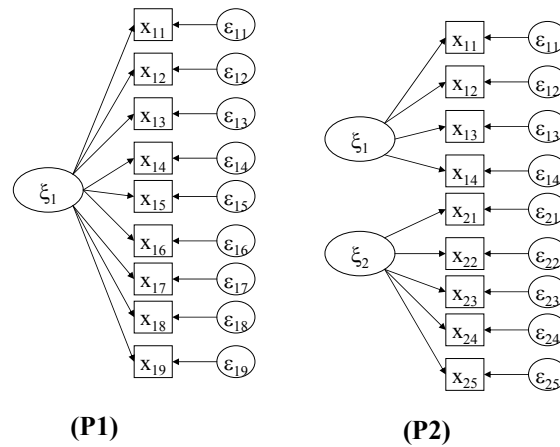 ξ₁
x₁₁ ε₁₁
x₁₂ ε₁₂
x₁₃ ε₁₃
x₁₄ ε₁₄
x₁₅ ε₁₅
x₁₆ ε₁₆
x₁₇ ε₁₇
x₁₈ ε₁₈
x₁₉ ε₁₉
(P1)
ξ₁
x₁₁ ε₁₁
x₁₂ ε₁₂
x₁₃ ε₁₃
x₁₄ ε₁₄
ξ₂
x₂₁ ε₂₁
x₂₂ ε₂₂
x₂₃ ε₂₃
x₂₄ ε₂₄
x₂₅ ε₂₅
(P2)